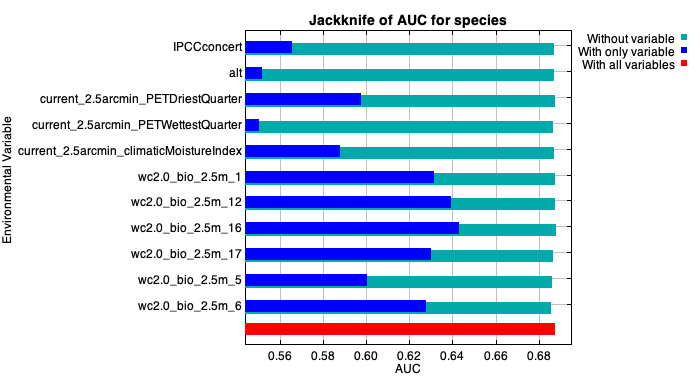 Jackknife of AUC for species
Without variable
With only variable
With all variables
Environmental Variable
IPCCconcert
alt
current_2.5arcmin_PETDriestQuarter
current_2.5arcmin_PETWettestQuarter
current_2.5arcmin_climaticMoistureIndex
wc2.0_bio_2.5m_1
wc2.0_bio_2.5m_12
wc2.0_bio_2.5m_16
wc2.0_bio_2.5m_17
wc2.0_bio_2.5m_5
wc2.0_bio_2.5m_6
0.56 0.58 0.60 0.62 0.64 0.66 0.68
AUC